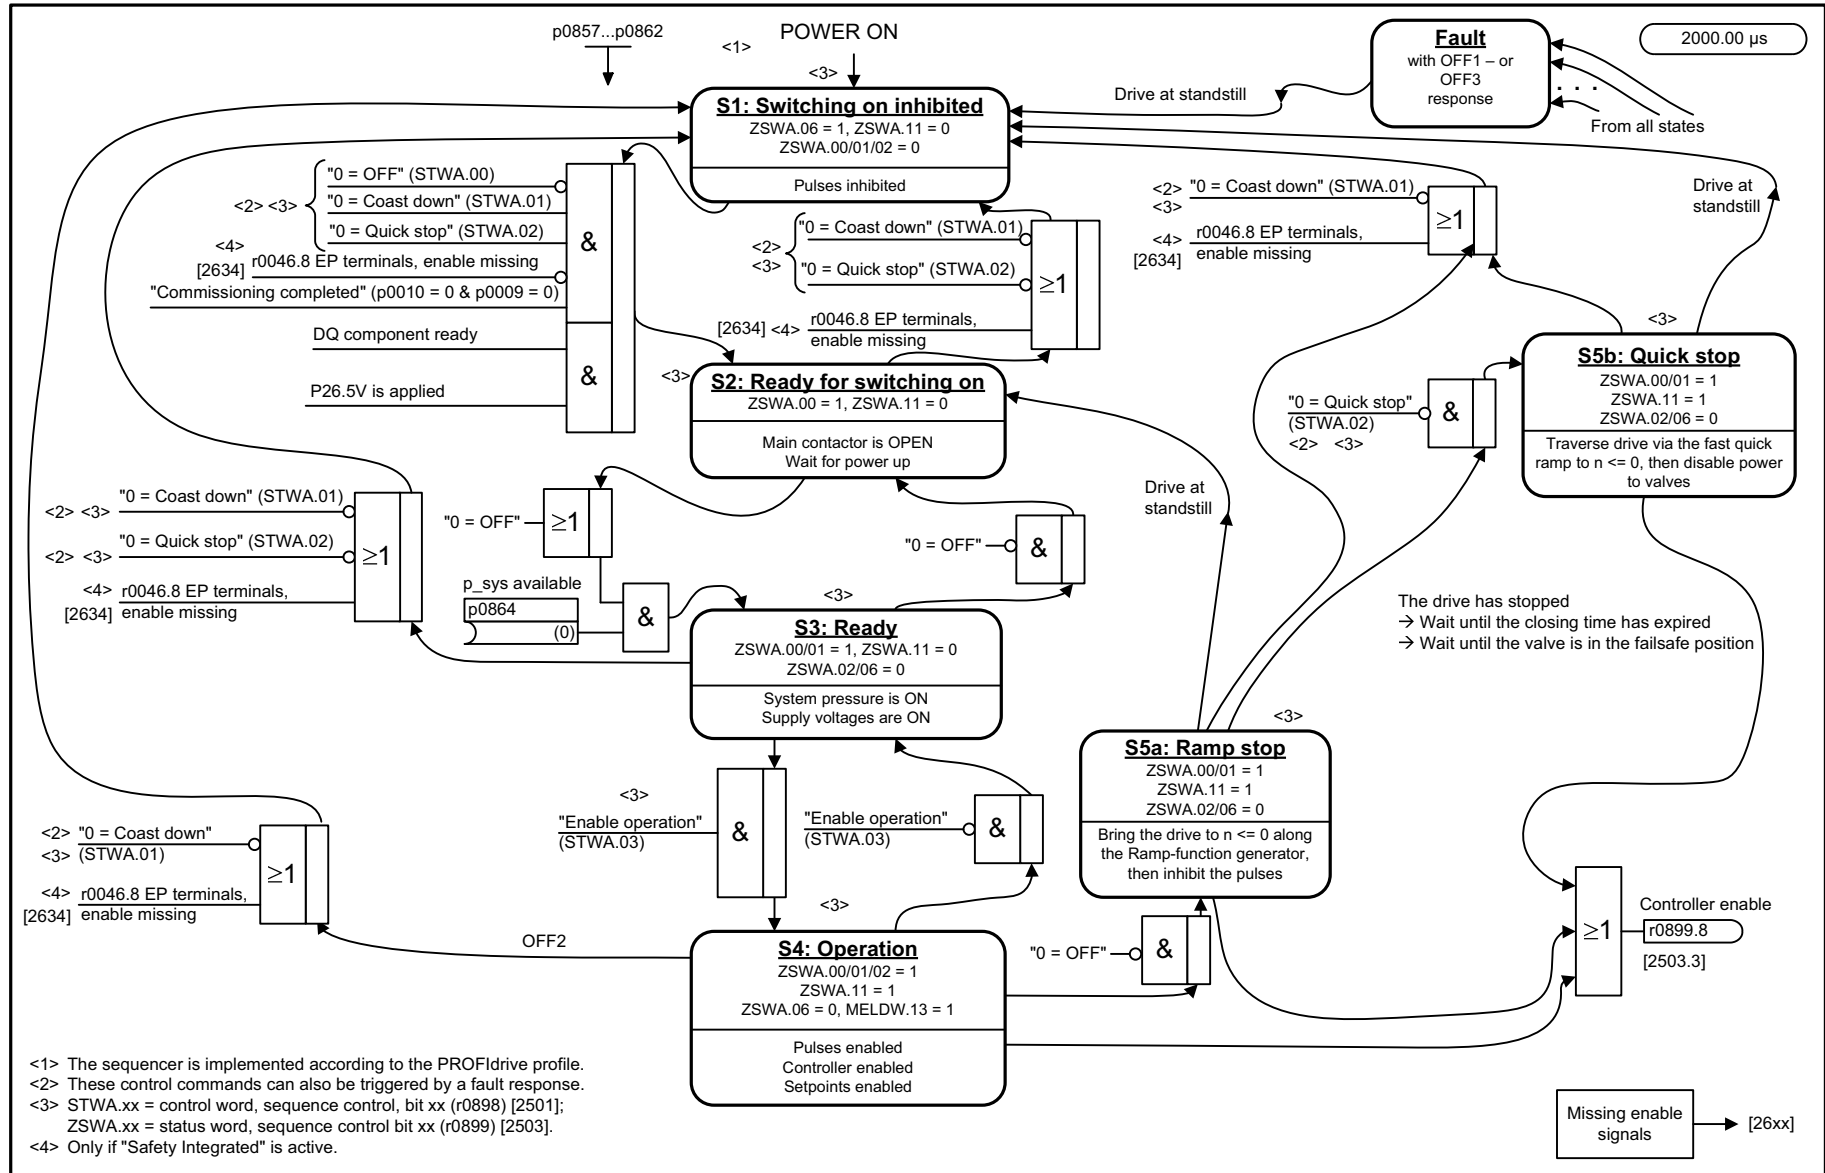 p0857...p0862
<1>
POWER ON
<3>
Fault
with OFF1 – or
OFF3
response
2000.00 µs
Drive at standstill
. . .
From all states
S1: Switching on inhibited
ZSWA.06 = 1, ZSWA.11 = 0
ZSWA.00/01/02 = 0
Pulses inhibited
<2> <3>
"0 = OFF" (STWA.00)
"0 = Coast down" (STWA.01)
"0 = Quick stop" (STWA.02)
<4>
[2634]
r0046.8 EP terminals, enable missing
"Commissioning completed" (p0010 = 0 & p0009 = 0)
DQ component ready
P26.5V is applied
&
&
<2>
<3>
"0 = Coast down" (STWA.01)
"0 = Quick stop" (STWA.02)
[2634] <4> r0046.8 EP terminals,
enable missing
≥1
<2> "0 = Coast down" (STWA.01)
<3>
<4> r0046.8 EP terminals,
[2634] enable missing
≥1
Drive at
standstill
<3>
S5b: Quick stop
ZSWA.00/01 = 1
ZSWA.11 = 1
ZSWA.02/06 = 0
Traverse drive via the fast quick
ramp to n <= 0, then disable power
to valves
<3>
S2: Ready for switching on
ZSWA.00 = 1, ZSWA.11 = 0
Main contactor is OPEN
Wait for power up
"0 = Quick stop"
(STWA.02)
<2> <3>
&
Drive at
standstill
"0 = Coast down" (STWA.01)
<2> <3>
"0 = Quick stop" (STWA.02)
<2> <3>
<4> r0046.8 EP terminals,
[2634] enable missing
≥1
"0 = OFF"
≥1
"0 = OFF"
&
p_sys available
p0864
(0)
&
<3>
S3: Ready
ZSWA.00/01 = 1, ZSWA.11 = 0
ZSWA.02/06 = 0
System pressure is ON
Supply voltages are ON
The drive has stopped
→ Wait until the closing time has expired
→ Wait until the valve is in the failsafe position
<3>
S5a: Ramp stop
ZSWA.00/01 = 1
ZSWA.11 = 1
ZSWA.02/06 = 0
Bring the drive to n <= 0 along
the Ramp-function generator,
then inhibit the pulses
<3>
"Enable operation"
(STWA.03)
&
"Enable operation"
(STWA.03)
&
<2> "0 = Coast down"
<3> (STWA.01)
<4> r0046.8 EP terminals,
[2634] enable missing
≥1
OFF2
<3>
S4: Operation
ZSWA.00/01/02 = 1
ZSWA.11 = 1
ZSWA.06 = 0, MELDW.13 = 1
Pulses enabled
Controller enabled
Setpoints enabled
"0 = OFF"
&
≥1
Controller enable
r0899.8
[2503.3]
<1> The sequencer is implemented according to the PROFIdrive profile.
<2> These control commands can also be triggered by a fault response.
<3> STWA.xx = control word, sequence control, bit xx (r0898) [2501];
ZSWA.xx = status word, sequence control bit xx (r0899) [2503].
<4> Only if "Safety Integrated" is active.
Missing enable
signals
[26xx]